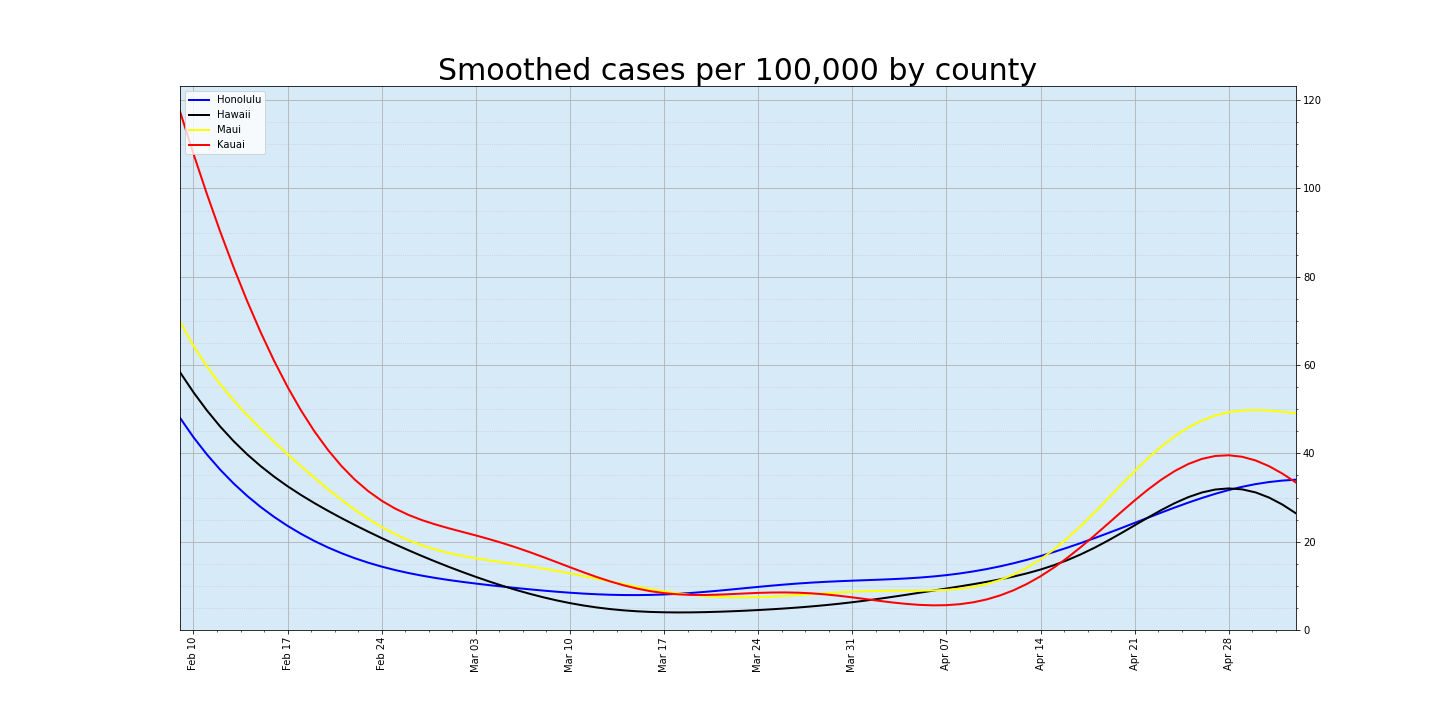 Smoothed cases per 100,000 by county
Honolulu
Hawaii
Maui
Kauai
120
100
80
60
40
20
0
Feb 10
Feb 17
Feb 24
Mar 03
Mar 10
Mar 17
Mar 24
Mar 31
Apr 07
Apr 14
Apr 21
Apr 28